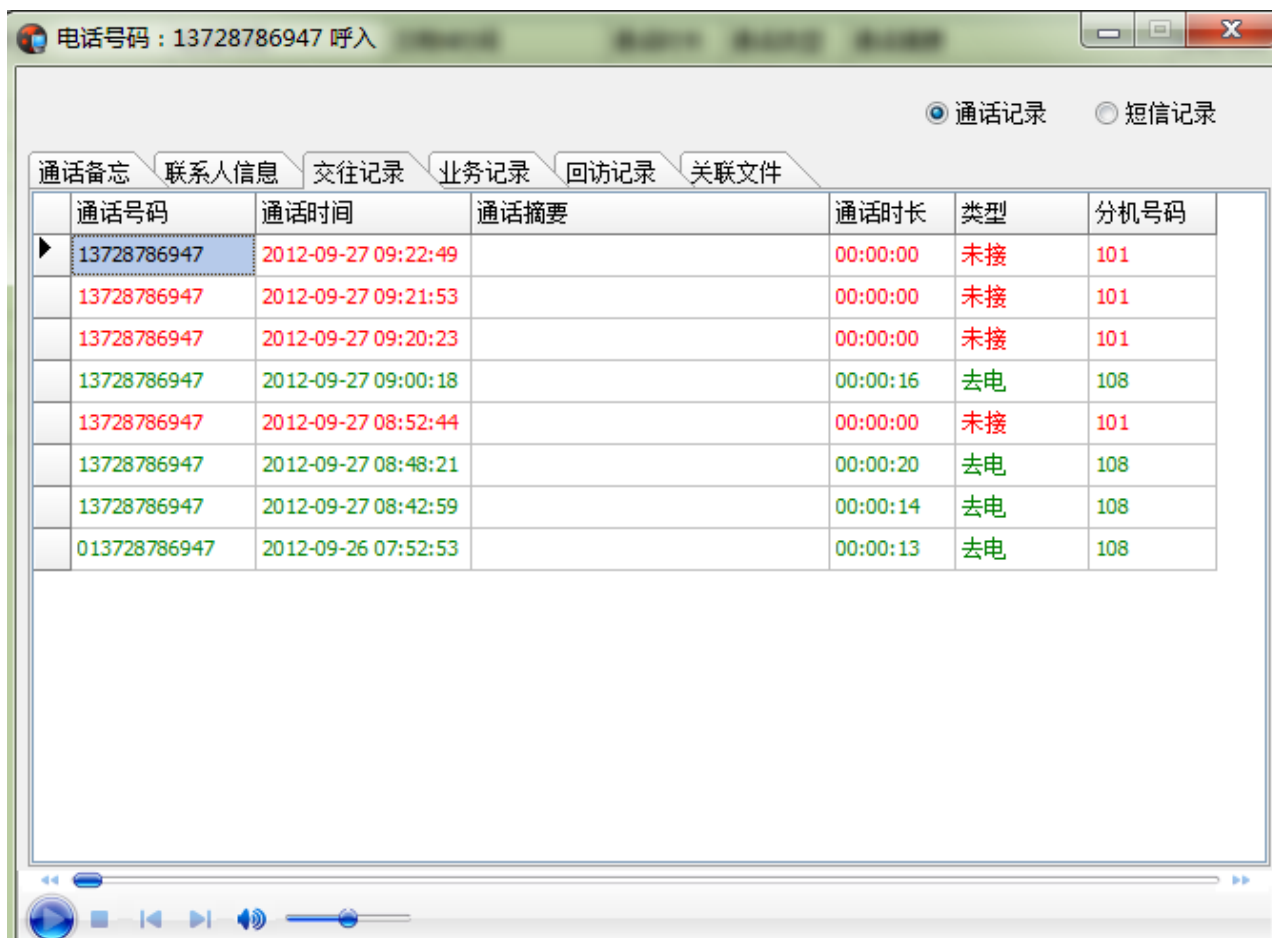 电话号码：13728786947 呼入
通话记录 短信记录
通话备忘 联系人信息 交往记录 业务记录 回访记录 关联文件
通话号码 通话时间 通话摘要 通话时长 类型 分机号码
13728786947 2012-09-27 09:22:49 00:00:00 未接 101
13728786947 2012-09-27 09:21:53 00:00:00 未接 101
13728786947 2012-09-27 09:20:23 00:00:00 未接 101
13728786947 2012-09-27 09:00:18 00:00:16 去电 108
13728786947 2012-09-27 08:52:44 00:00:00 未接 101
13728786947 2012-09-27 08:48:21 00:00:20 去电 108
13728786947 2012-09-27 08:42:59 00:00:14 去电 108
013728786947 2012-09-26 07:52:53 00:00:13 去电 108